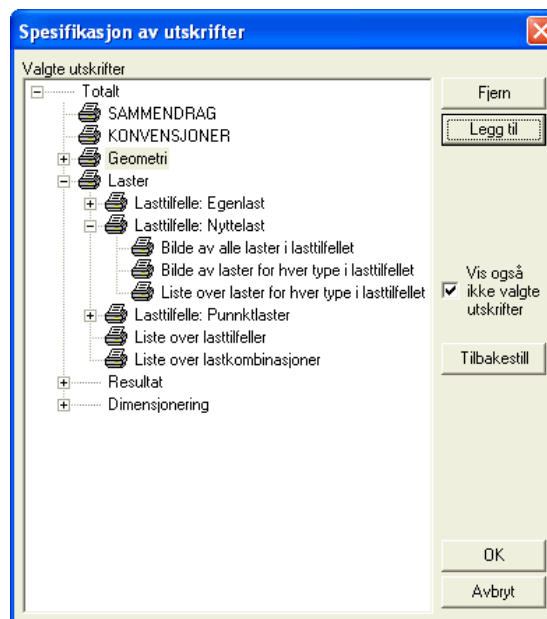 Spesifikasjon av utskrifter
Valgte utskrifter
Totalt
SAMMENDRAG
KONVENSJONER
Geometri
Laster
Lasttilfelle: Egenlast
Lasttilfelle: Nyttelast
Bilde av alle laster i lasttilfellet
Bilde av laster for hver type i lasttilfellet
Liste over laster for hver type i lasttilfellet
Lasttilfelle: Punnktlaster
Liste over lasttilfeller
Liste over lastkombinasjoner
Resultat
Dimensjonering
Fjern
Legg til
Vis også
ikke valgte
utskrifter
Tilbakestill
OK
Avbryt